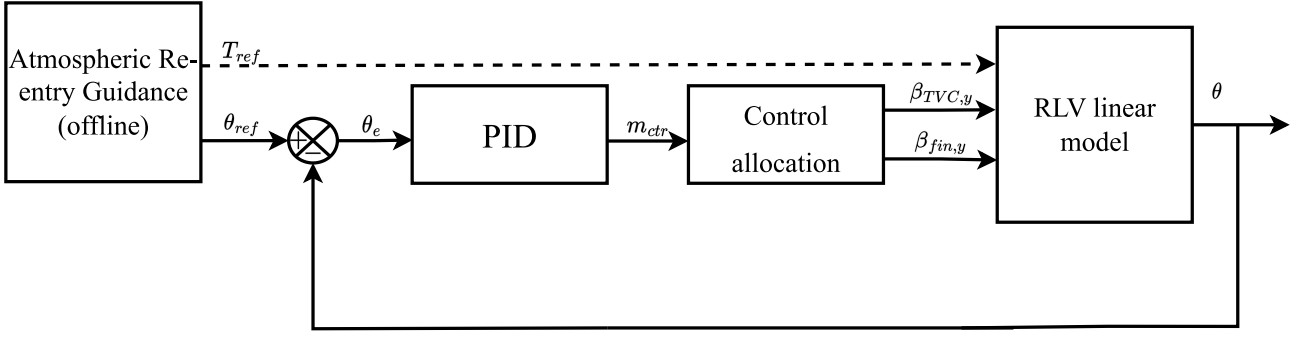 Atmospheric Re-
entry Guidance
(offline)
T_ref
θ_ref
+
−
θ_e
PID
m_ctr
Control
allocation
β_TVC,y
β_fin,y
RLV linear
model
θ